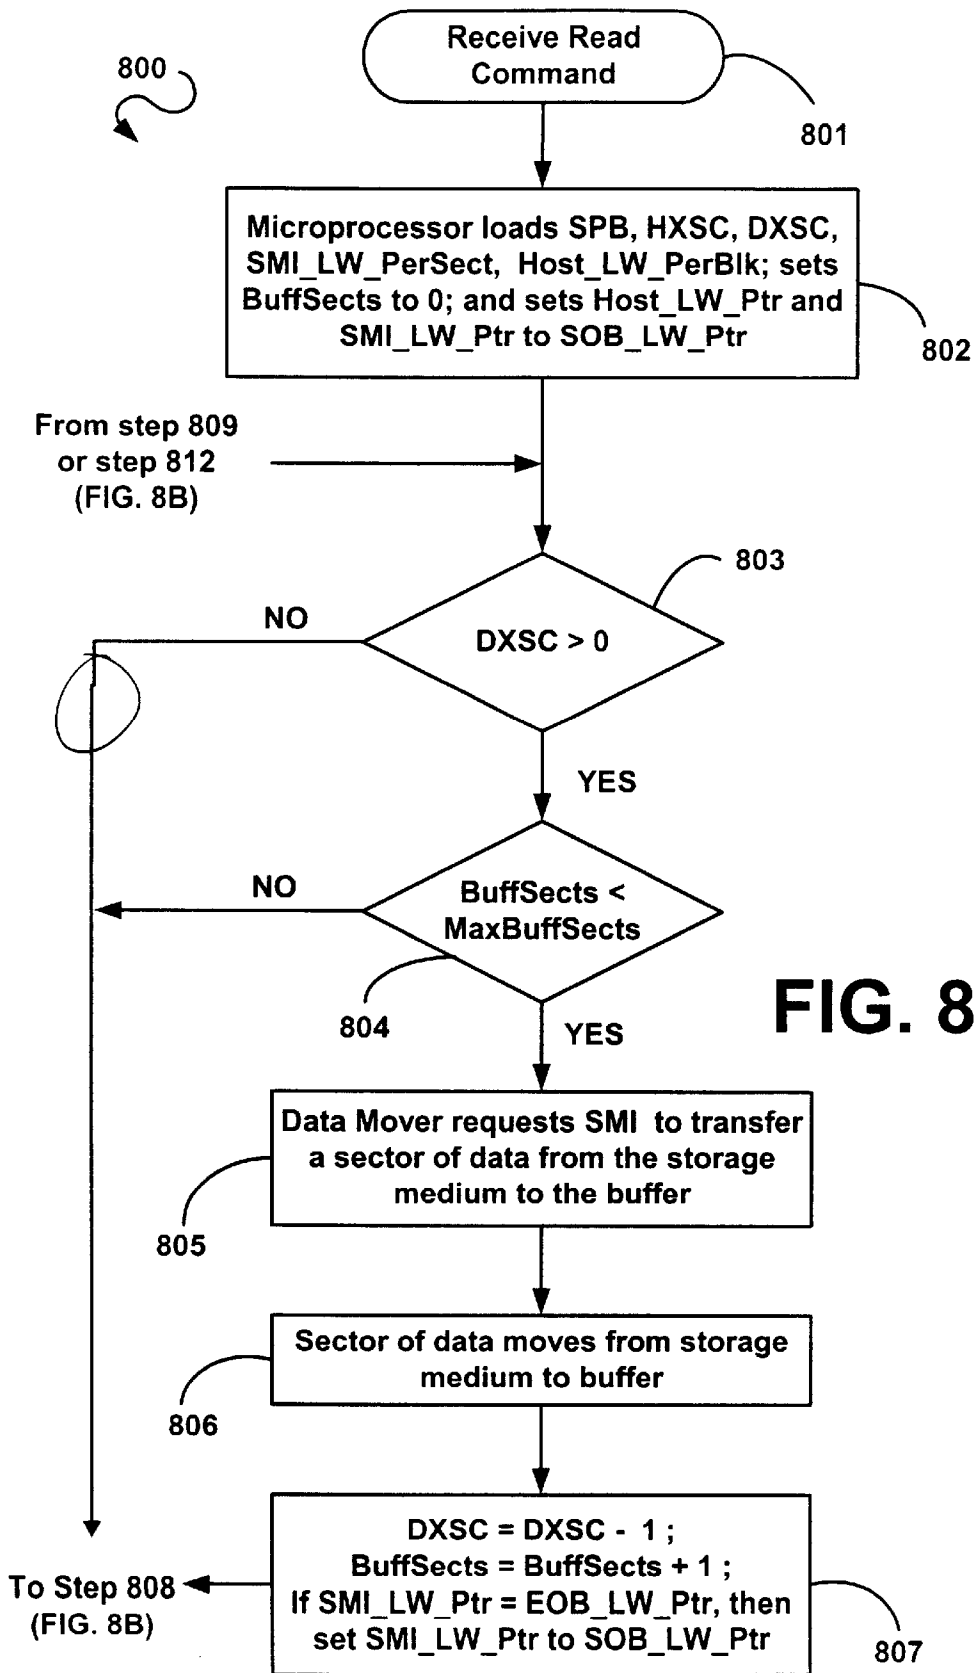 Receive Read
Command
800
801
Microprocessor loads SPB, HXSC, DXSC,
SMI_LW_PerSect, Host_LW_PerBlk; sets
BuffSects to 0; and sets Host_LW_Ptr and
SMI_LW_Ptr to SOB_LW_Ptr
802
From step 809
or step 812
(FIG. 8B)
803
NO
DXSC > 0
YES
NO
BuffSects <
MaxBuffSects
804
YES
FIG. 8
Data Mover requests SMI to transfer
a sector of data from the storage
medium to the buffer
805
Sector of data moves from storage
medium to buffer
806
DXSC = DXSC - 1 ;
BuffSects = BuffSects + 1 ;
If SMI_LW_Ptr = EOB_LW_Ptr, then
set SMI_LW_Ptr to SOB_LW_Ptr
To Step 808
(FIG. 8B)
807